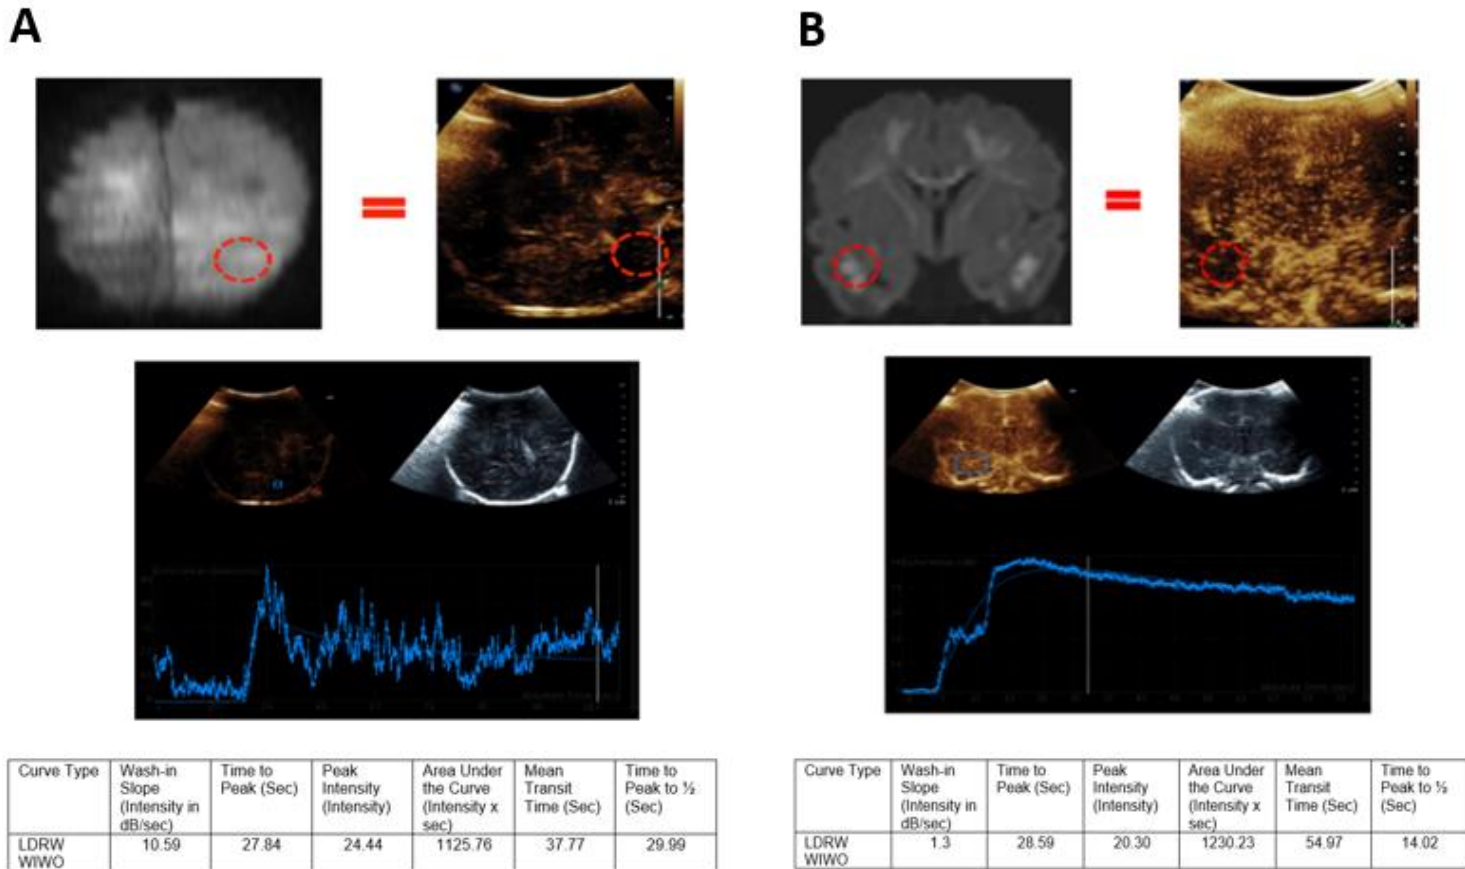 A
B
=
=
Curve Type
Wash-in
Slope
(Intensity in
dB/sec)
Time to
Peak (Sec)
Peak
Intensity
(Intensity)
Area Under
the Curve
(Intensity x
sec)
Mean
Transit
Time (Sec)
Time to
Peak to ½
(Sec)
LDRW
WIWO
10.59
27.84
24.44
1125.76
37.77
29.99
Curve Type
Wash-in
Slope
(Intensity in
dB/sec)
Time to
Peak (Sec)
Peak
Intensity
(Intensity)
Area Under
the Curve
(Intensity x
sec)
Mean
Transit
Time (Sec)
Time to
Peak to ½
(Sec)
LDRW
WIWO
1.3
28.59
20.30
1230.23
54.97
14.02